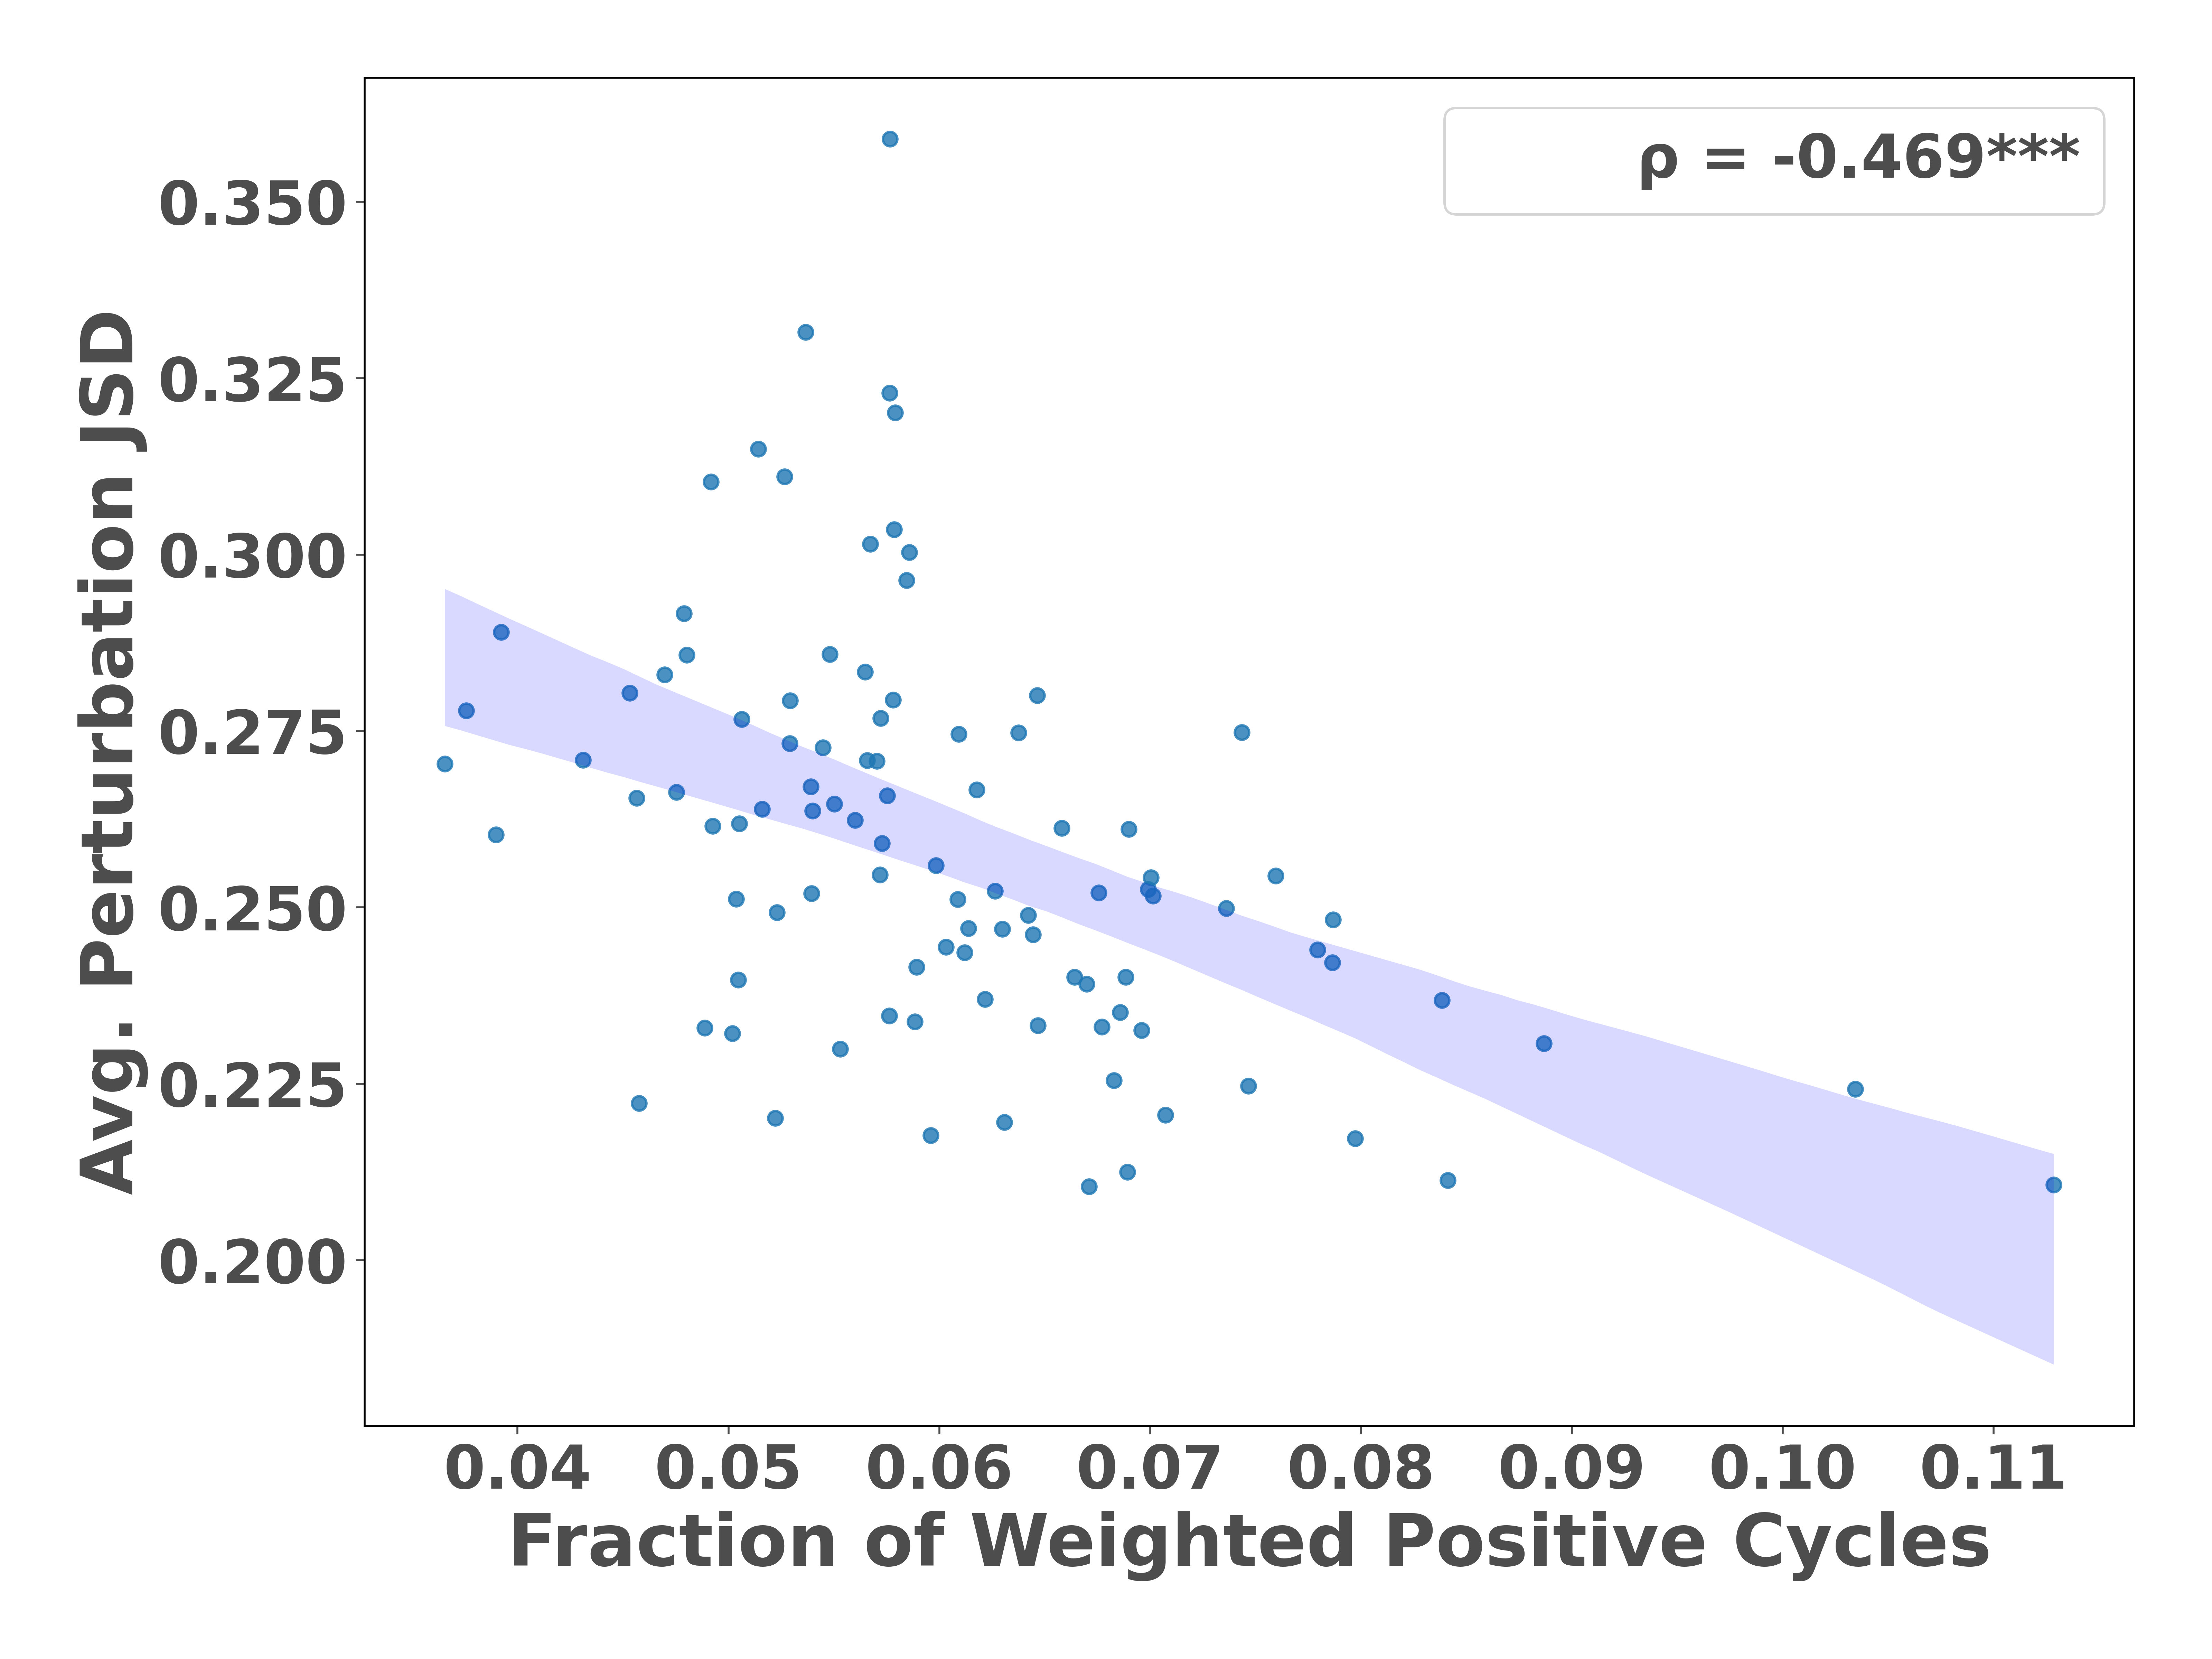 ρ = -0.469***
Avg. Perturbation JSD
0.350
0.325
0.300
0.275
0.250
0.225
0.200
0.04 0.05 0.06 0.07 0.08 0.09 0.10 0.11
Fraction of Weighted Positive Cycles